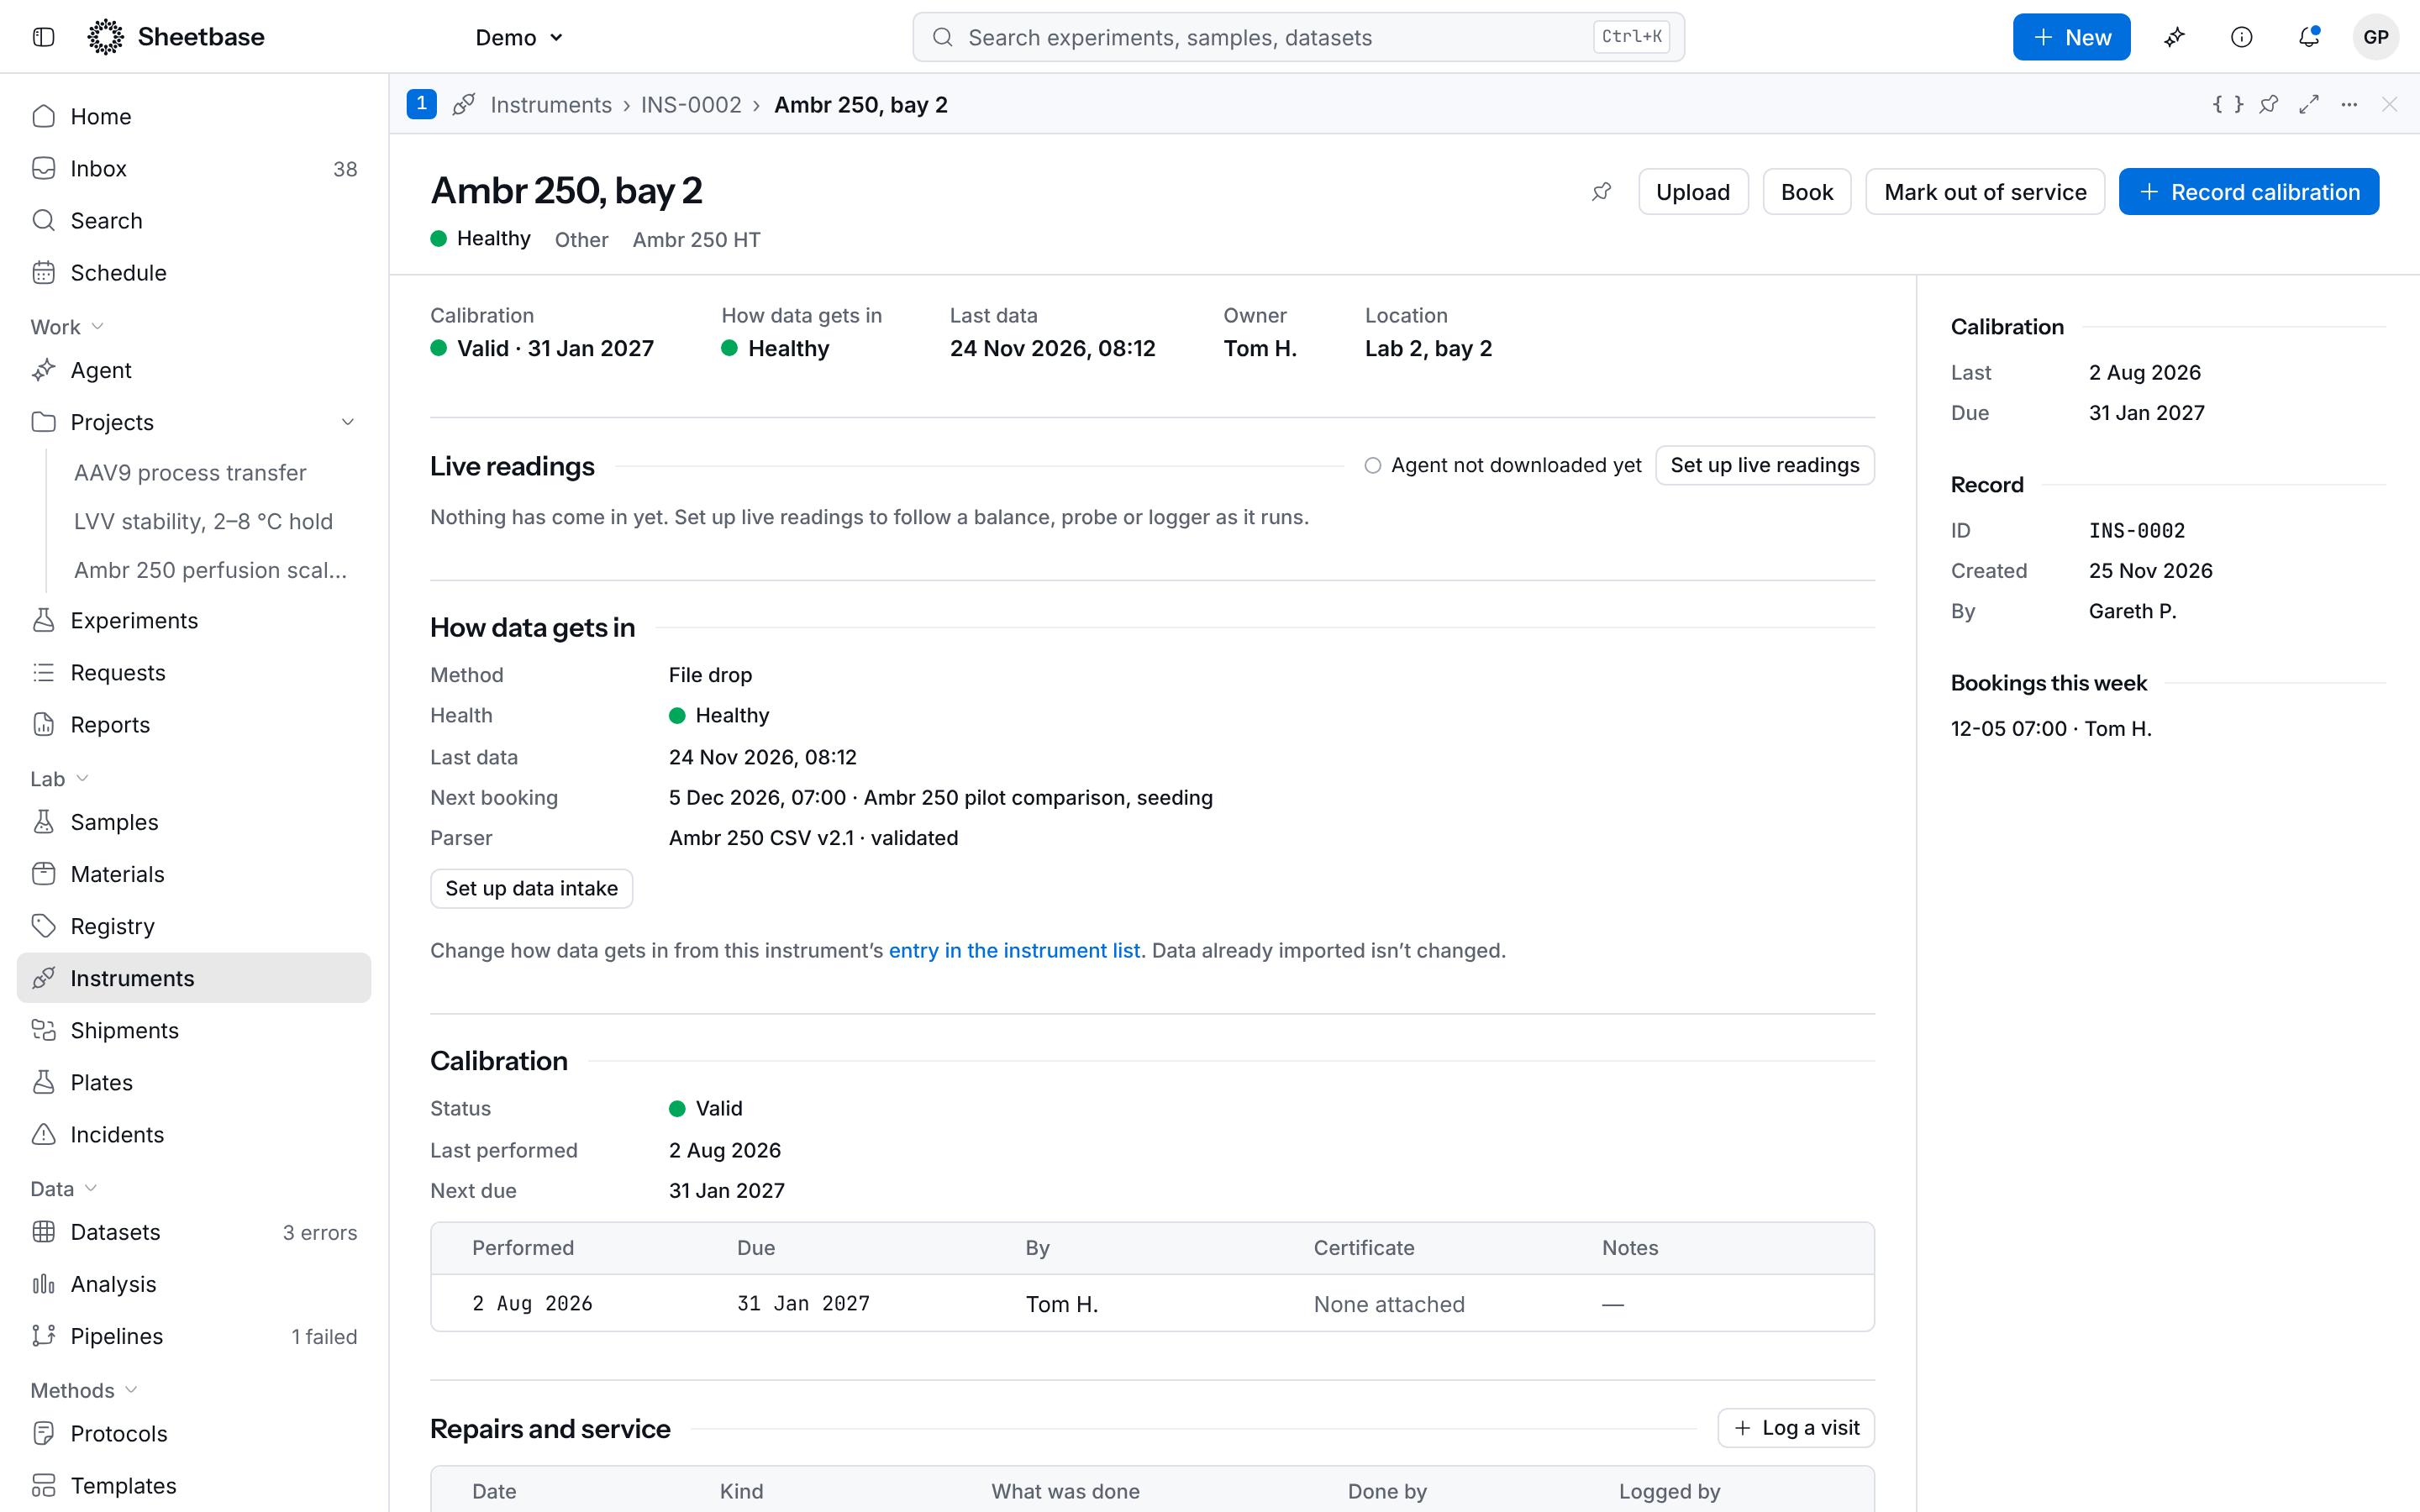 Sheetbase
Demo
Search experiments, samples, datasets
Ctrl+K
New
GP
Home
Inbox 38
Search
Schedule
Work
Agent
Projects
AAV9 process transfer
LVV stability, 2–8 °C hold
Ambr 250 perfusion scal...
Experiments
Requests
Reports
Lab
Samples
Materials
Registry
Instruments
Shipments
Plates
Incidents
Data
Datasets 3 errors
Analysis
Pipelines 1 failed
Methods
Protocols
Templates
1 Instruments › INS-0002 › Ambr 250, bay 2
Ambr 250, bay 2
Healthy Other Ambr 250 HT
Upload
Book
Mark out of service
Record calibration
Calibration
Valid · 31 Jan 2027
How data gets in
Healthy
Last data
24 Nov 2026, 08:12
Owner
Tom H.
Location
Lab 2, bay 2
Live readings
Agent not downloaded yet
Set up live readings
Nothing has come in yet. Set up live readings to follow a balance, probe or logger as it runs.
How data gets in
Method File drop
Health Healthy
Last data 24 Nov 2026, 08:12
Next booking 5 Dec 2026, 07:00 · Ambr 250 pilot comparison, seeding
Parser Ambr 250 CSV v2.1 · validated
Set up data intake
Change how data gets in from this instrument’s entry in the instrument list. Data already imported isn’t changed.
Calibration
Status Valid
Last performed 2 Aug 2026
Next due 31 Jan 2027
Performed Due By Certificate Notes
2 Aug 2026 31 Jan 2027 Tom H. None attached —
Repairs and service
Log a visit
Date Kind What was done Done by Logged by
Calibration
Last 2 Aug 2026
Due 31 Jan 2027
Record
ID INS-0002
Created 25 Nov 2026
By Gareth P.
Bookings this week
12-05 07:00 · Tom H.